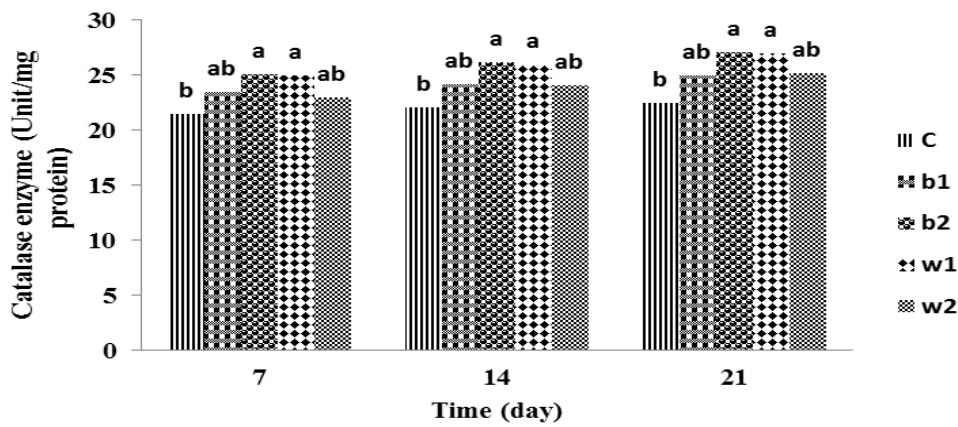 Catalase enzyme (Unit/mg
protein)
30
25
20
15
10
5
0
b ab a a ab
b ab a a ab
b ab a a ab
7 14 21
Time (day)
C
b1
b2
w1
w2